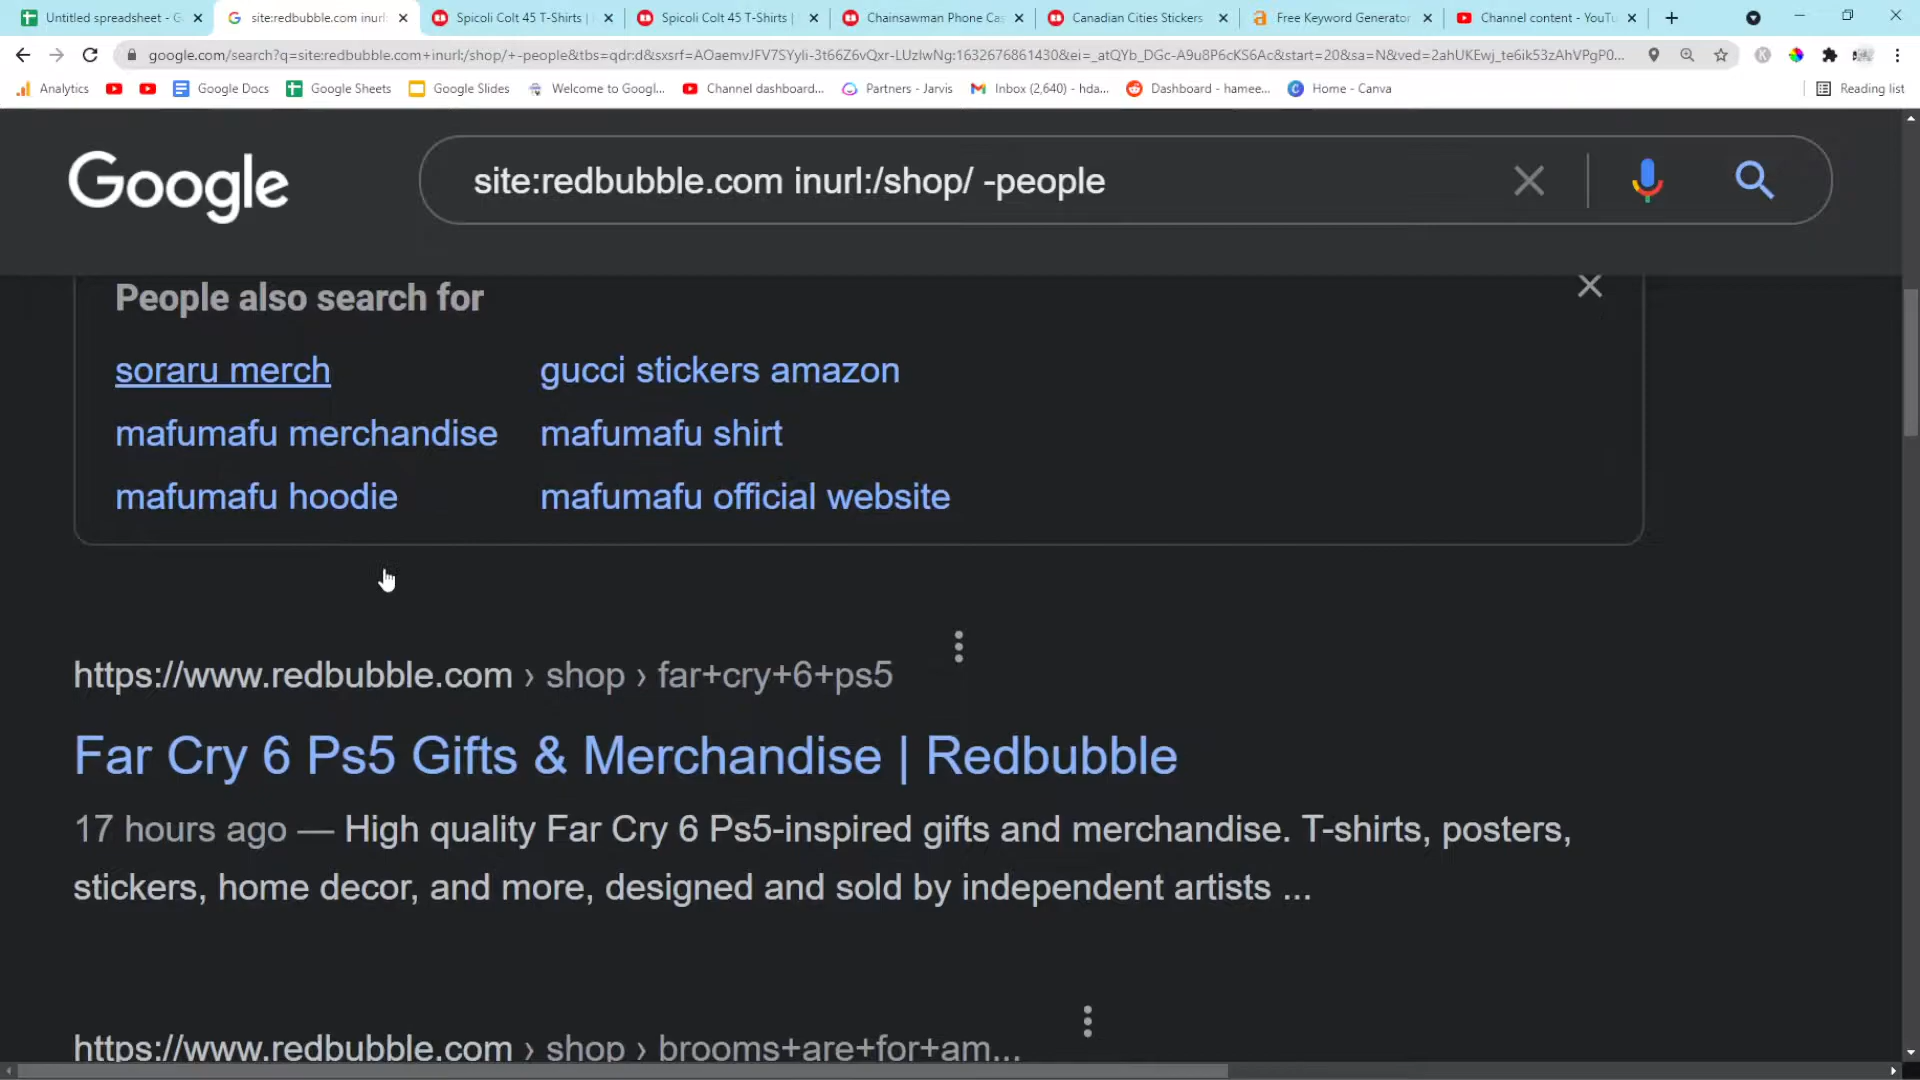 Untitled spreadsheet - G
site:redbubble.com inurl:
Spicoli Colt 45 T-Shirts |
Spicoli Colt 45 T-Shirts |
Chainsawman Phone Cas
Canadian Cities Stickers
Free Keyword Generator
Channel content - YouTu
google.com/search?q=site:redbubble.com+inurl:/shop/+-people&tbs=qdr:d&sxsrf=AOaemvJFV7SYyli-3t66Z6vQxr-LUzIwNg:1632676861430&ei=_atQYb_DGc-A9u8P6cKS6Ac&start=20&sa=N&ved=2ahUKEwj_te6ik53zAhVPgP0...
Analytics
Google Docs
Google Sheets
Google Slides
Welcome to Googl...
Channel dashboard...
Partners - Jarvis
Inbox (2,640) - hda...
Dashboard - hamee...
Home - Canva
Reading list
Google
site:redbubble.com inurl:/shop/ -people
People also search for
soraru merch
gucci stickers amazon
mafumafu merchandise
mafumafu shirt
mafumafu hoodie
mafumafu official website
https://www.redbubble.com › shop › far+cry+6+ps5
Far Cry 6 Ps5 Gifts & Merchandise | Redbubble
17 hours ago — High quality Far Cry 6 Ps5-inspired gifts and merchandise. T-shirts, posters,
stickers, home decor, and more, designed and sold by independent artists ...
https://www.redbubble.com › shop › brooms+are+for+am...